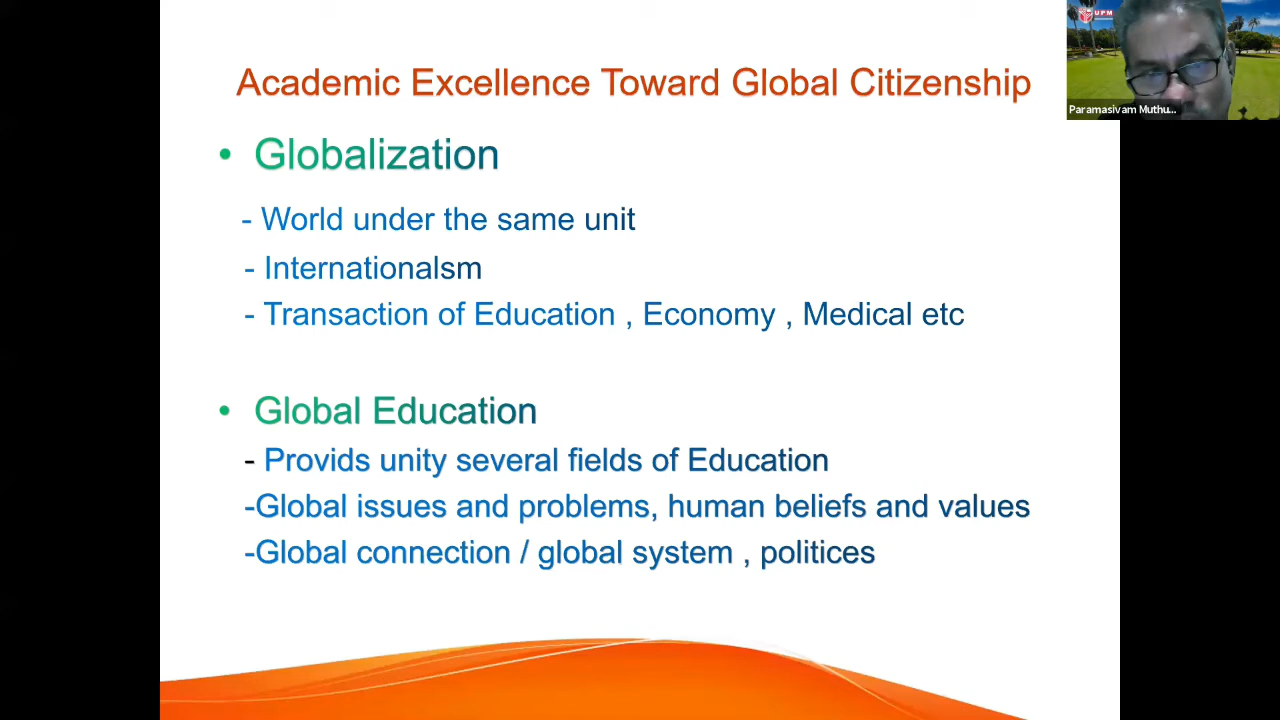 Academic Excellence Toward Global Citizenship
• Globalization
- World under the same unit
- Internationalsm
- Transaction of Education , Economy , Medical etc
• Global Education
- Provids unity several fields of Education
-Global issues and problems, human beliefs and values
-Global connection / global system , politices
UPM
Paramasivam Muthu...